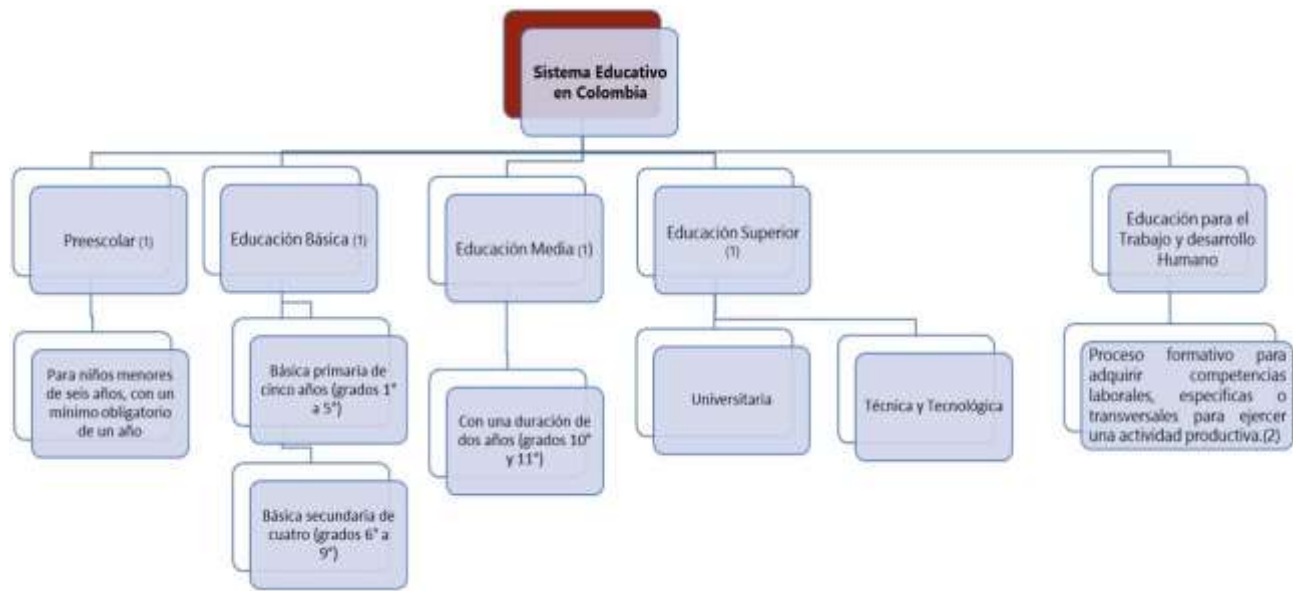 Sistema Educativo
en Colombia
Preescolar (1)
Para niños menores
de seis años, con un
mínimo obligatorio
de un año
Educación Básica (1)
Básica primaria de
cinco años (grados 1°
a 5°)
Básica secundaria de
cuatro (grados 6° a
9°)
Educación Media (1)
Con una duración de
dos años (grados 10°
y 11°)
Educación Superior
(1)
Universitaria
Técnica y Tecnológica
Educación para el
Trabajo y desarrollo
Humano
Proceso formativo para
adquirir competencias
laborales, especificas o
transversales para ejercer
una actividad productiva.(2)